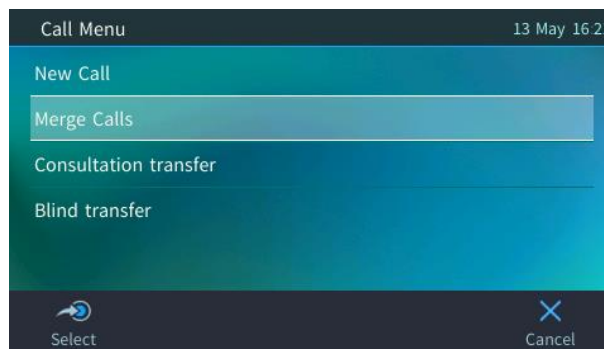 Call Menu 13 May 16:2
New Call
Merge Calls
Consultation transfer
Blind transfer
Select Cancel